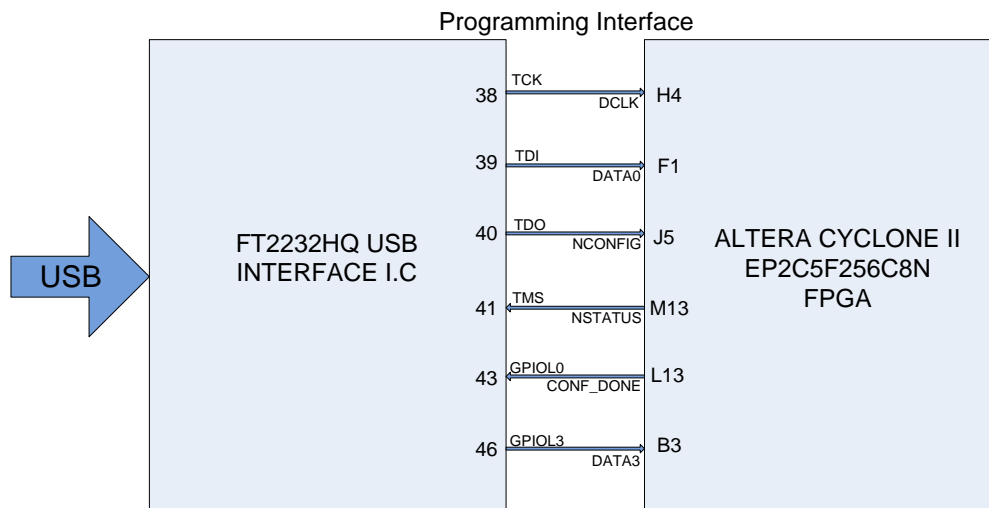 Programming Interface
38 TCK DCLK H4
39 TDI DATA0 F1
40 TDO NCONFIG J5
FT2232HQ USB
INTERFACE I.C
ALTERA CYCLONE II
EP2C5F256C8N
FPGA
USB
41 TMS NSTATUS M13
43 GPIOL0 CONF_DONE L13
46 GPIOL3 DATA3 B3